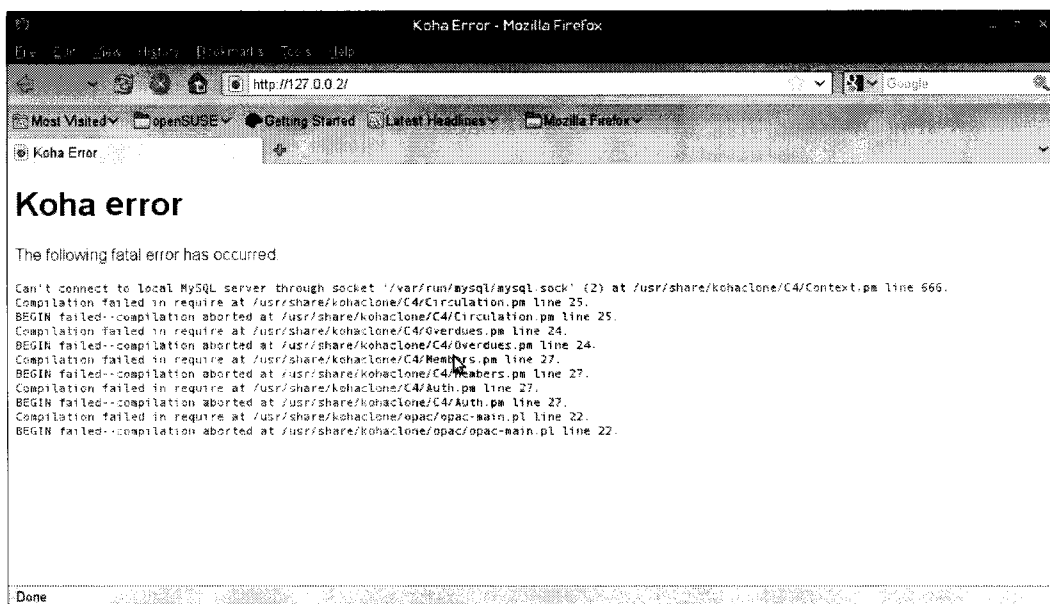 Koha Error - Mozilla Firefox
History Bookmarks Tools Help
http://127.0.0.2/
Google
Most Visited openSUSE Getting Started Latest Headlines Mozilla Firefox
Koha Error
Koha error
The following fatal error has occurred:
Can't connect to local MySQL server through socket '/var/run/mysql/mysql.sock' (2) at /usr/share/kohaclone/C4/Context.pm line 666.
Compilation failed in require at /usr/share/kohaclone/C4/Circulation.pm line 25.
BEGIN failed--compilation aborted at /usr/share/kohaclone/C4/Circulation.pm line 25.
Compilation failed in require at /usr/share/kohaclone/C4/Overdues.pm line 24.
BEGIN failed--compilation aborted at /usr/share/kohaclone/C4/Overdues.pm line 24.
Compilation failed in require at /usr/share/kohaclone/C4/Members.pm line 27.
BEGIN failed--compilation aborted at /usr/share/kohaclone/C4/Members.pm line 27.
Compilation failed in require at /usr/share/kohaclone/C4/Auth.pm line 27.
BEGIN failed--compilation aborted at /usr/share/kohaclone/C4/Auth.pm line 27.
Compilation failed in require at /usr/share/kohaclone/opac/opac-main.pl line 22.
BEGIN failed--compilation aborted at /usr/share/kohaclone/opac/opac-main.pl line 22.
Done